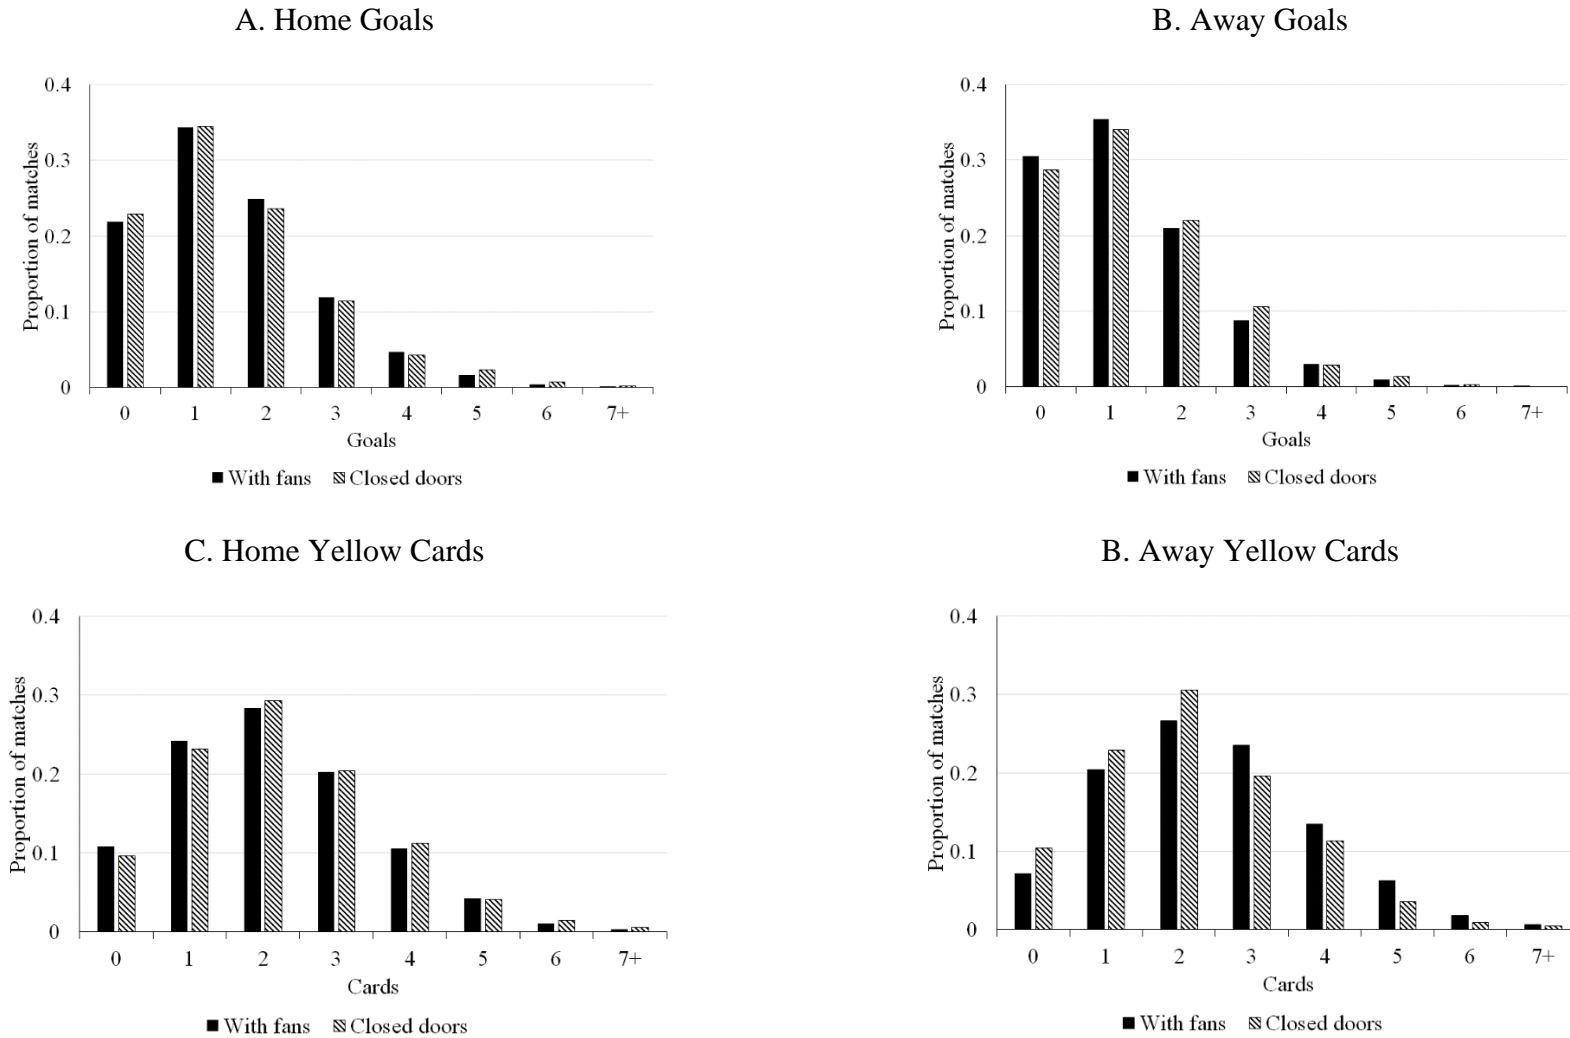 A. Home Goals
0.4
0.3
0.2
0.1
0
Proportion of matches
0 1 2 3 4 5 6 7+
Goals
With fans Closed doors
B. Away Goals
0.4
0.3
0.2
0.1
0
Proportion of matches
0 1 2 3 4 5 6 7+
Goals
With fans Closed doors
C. Home Yellow Cards
0.4
0.3
0.2
0.1
0
Proportion of matches
0 1 2 3 4 5 6 7+
Cards
With fans Closed doors
B. Away Yellow Cards
0.4
0.3
0.2
0.1
0
Proportion of matches
0 1 2 3 4 5 6 7+
Cards
With fans Closed doors